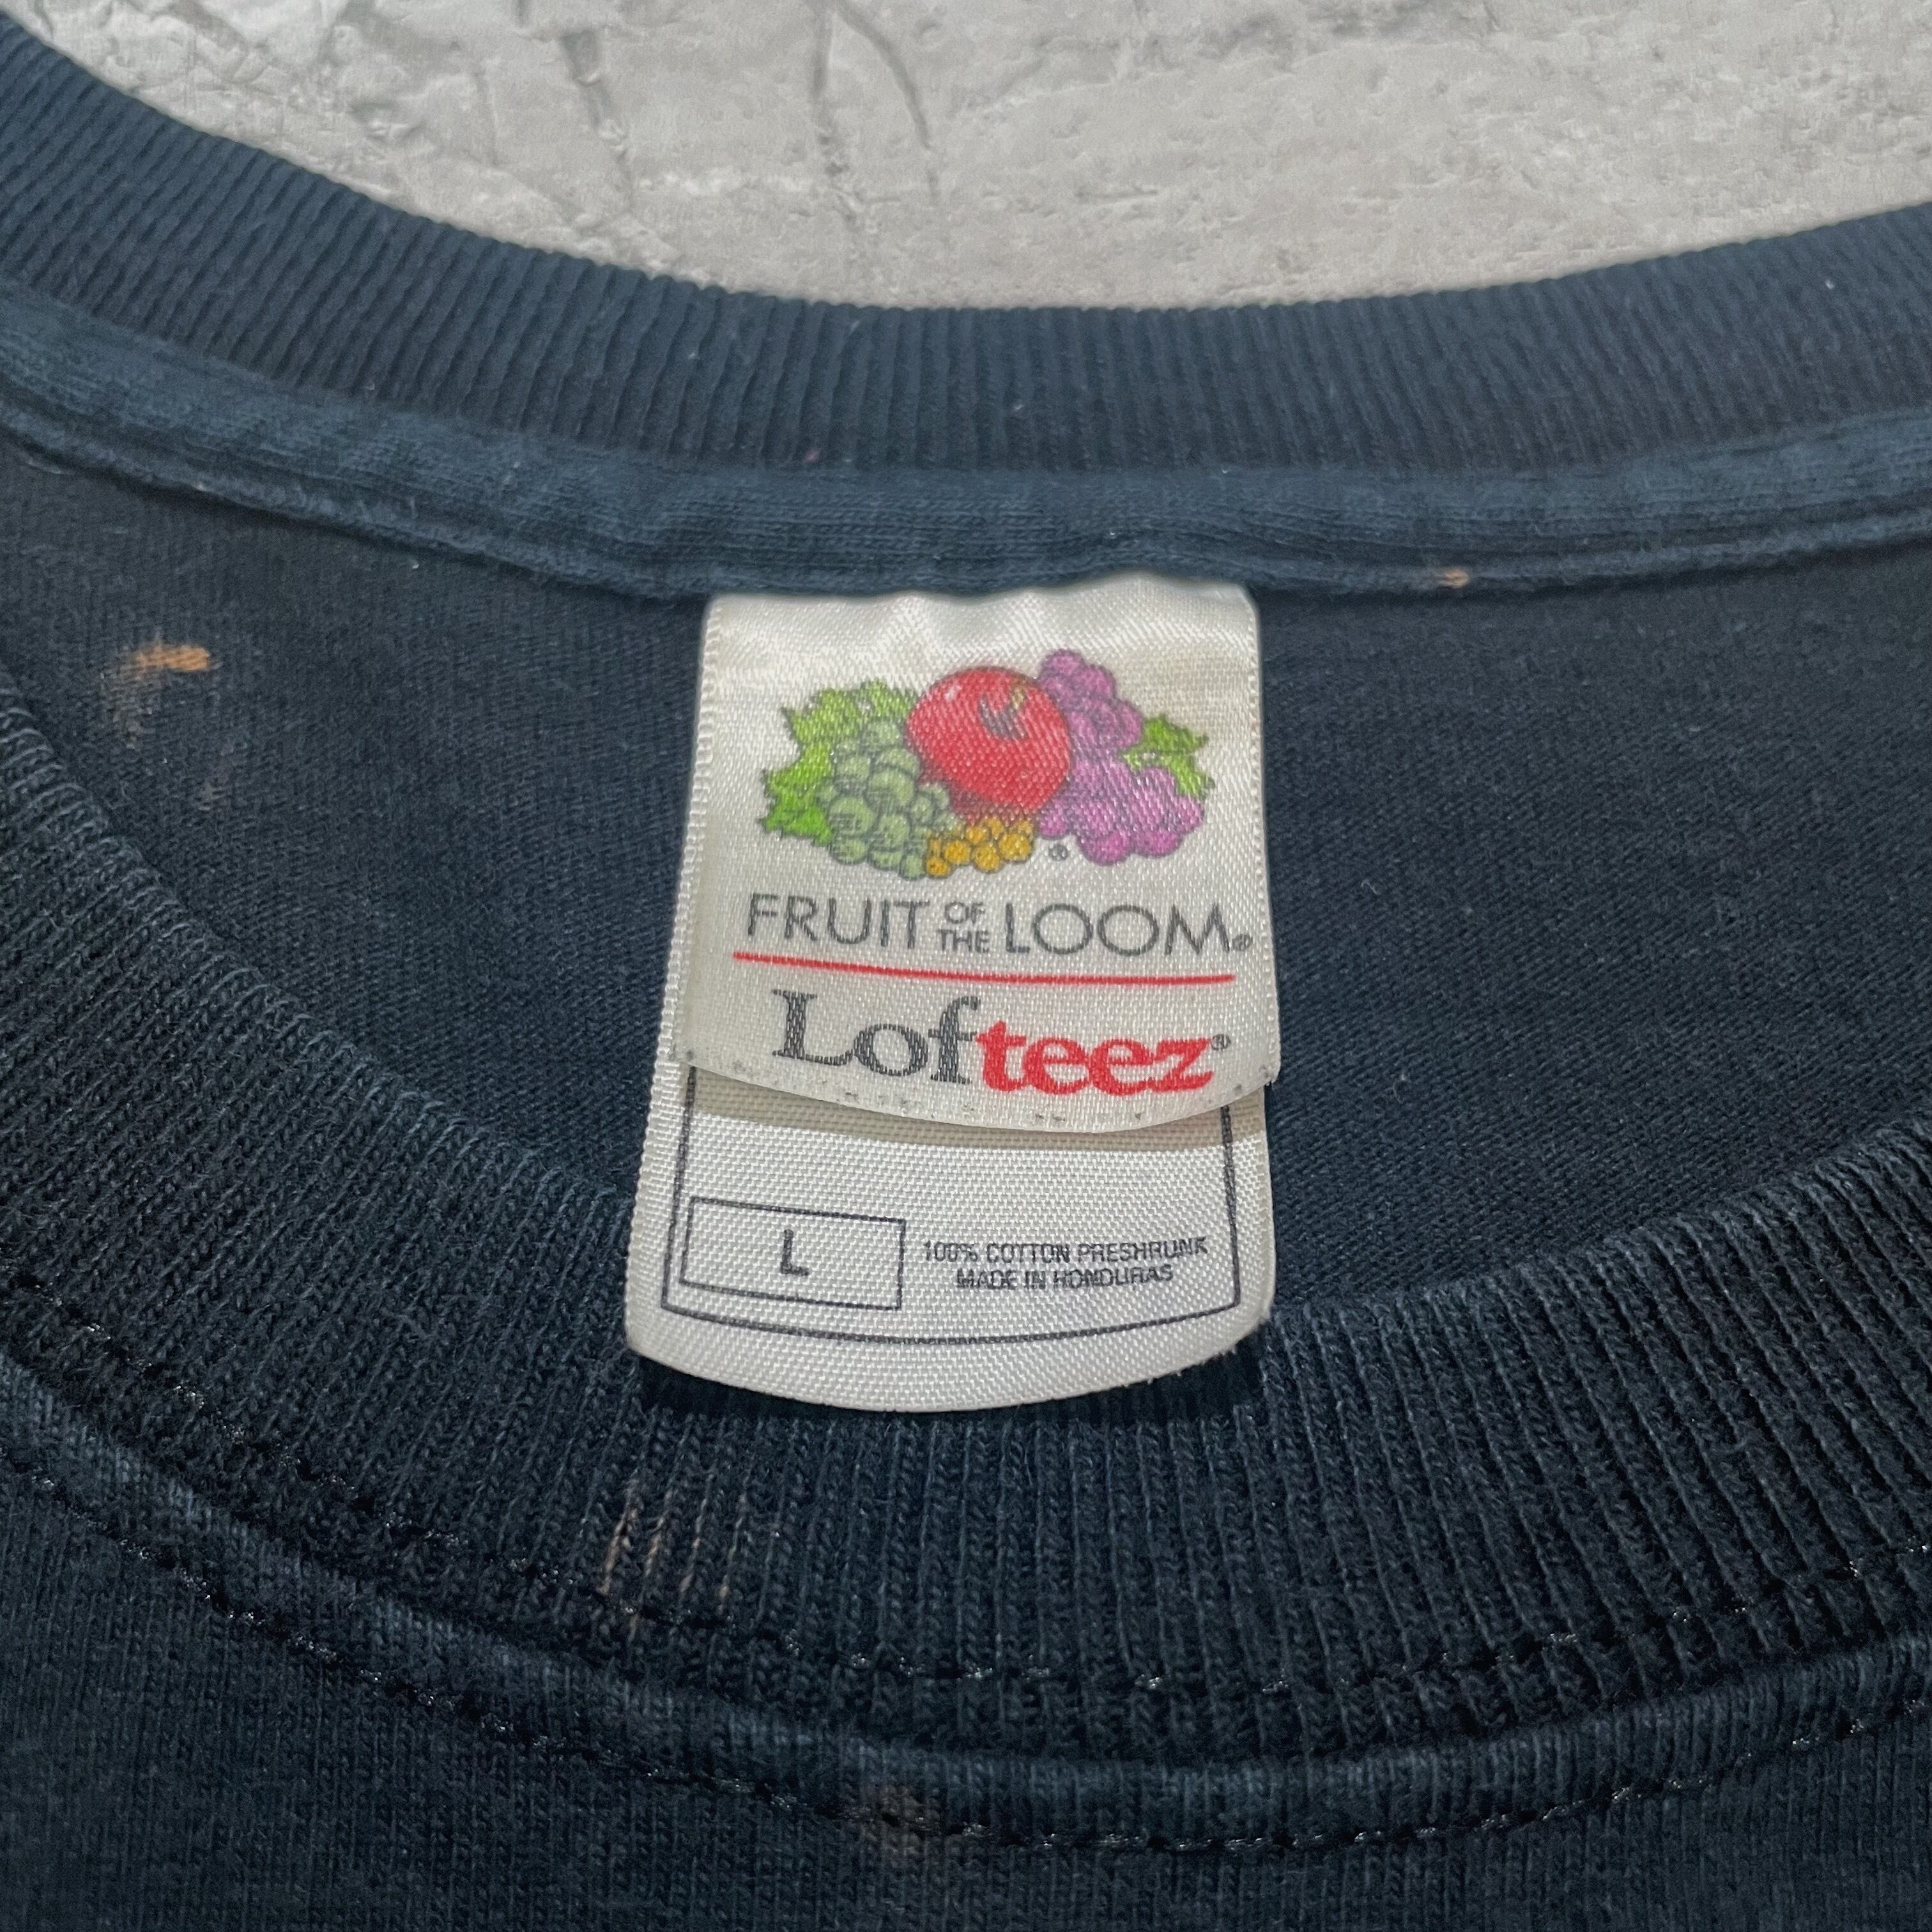 FRUIT OF THE LOOM®
Lofteez®
L
100% COTTON PRESHRUNK
MADE IN HONDURAS